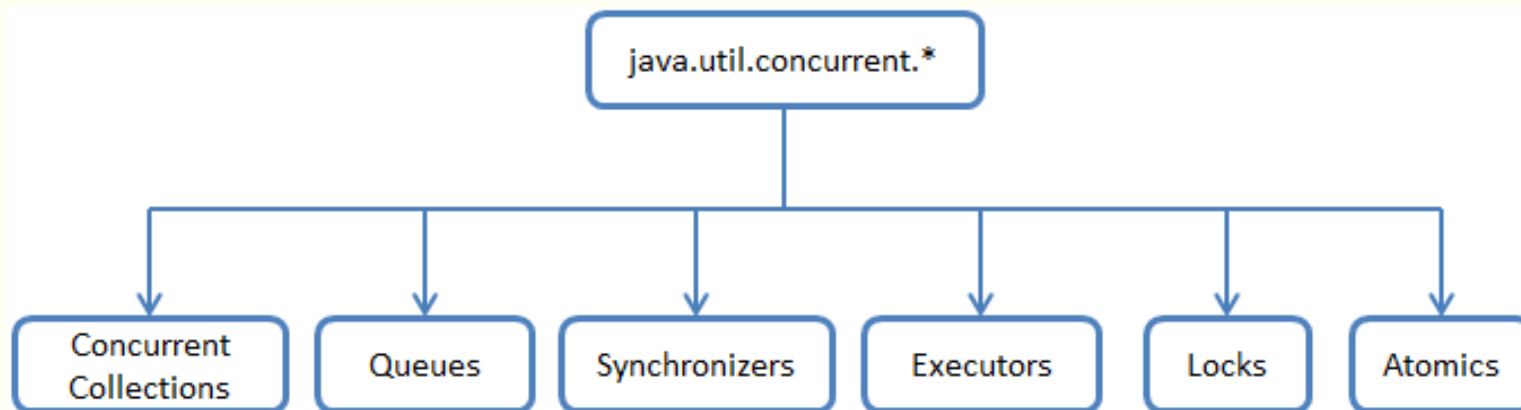 java.util.concurrent.*
Concurrent
Collections
Queues
Synchronizers
Executors
Locks
Atomics